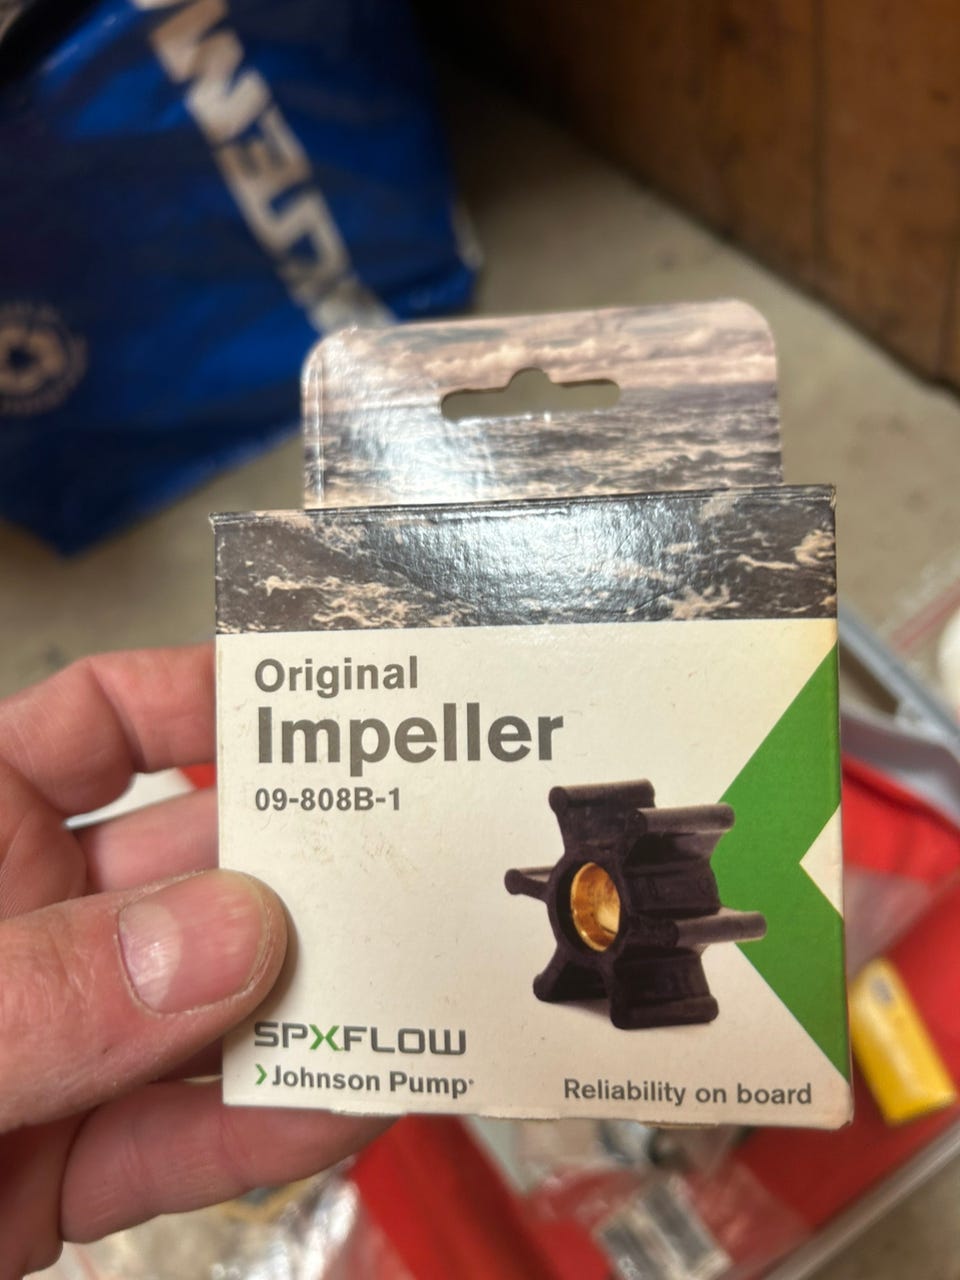 Original
Impeller
09-808B-1
SPXFLOW
Johnson Pump
Reliability on board